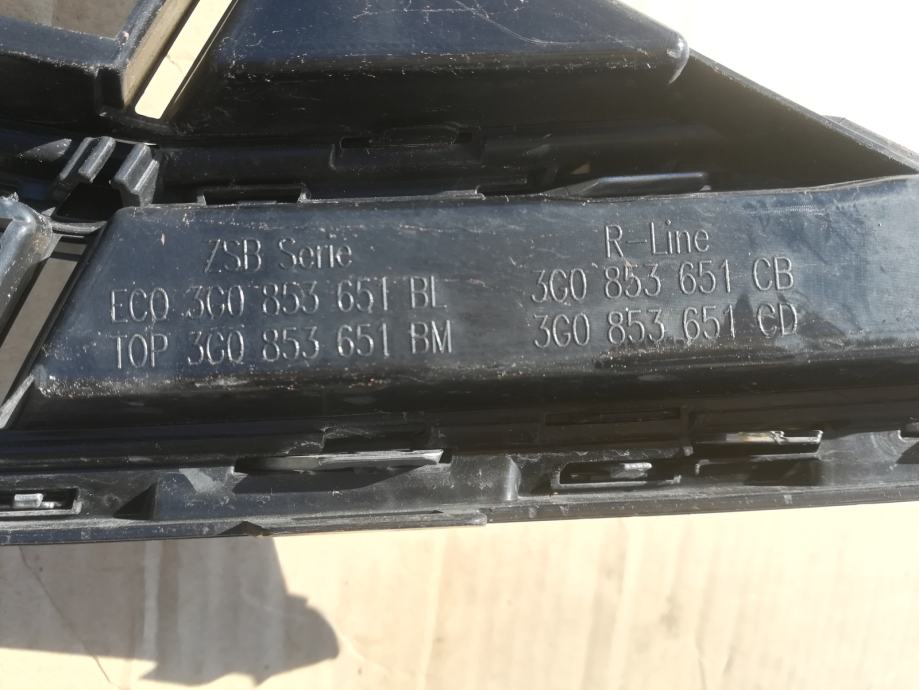 ZSB Serie
ECO 3G0 853 651 BL
TOP 3G0 853 651 BM
R-Line
3G0 853 651 CB
3G0 853 651 CD